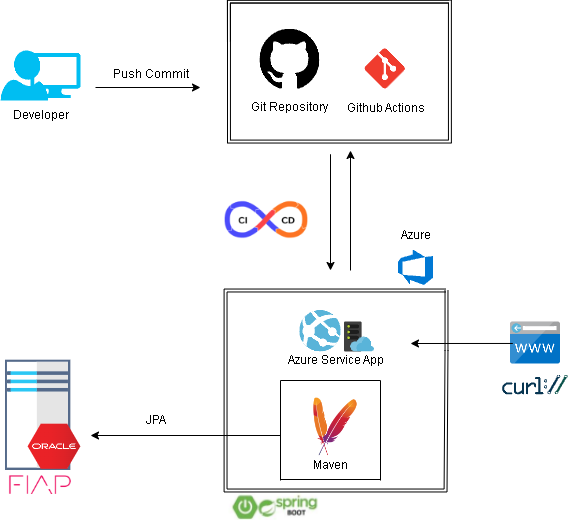 Push Commit
Developer
Git Repository
Github Actions
CI CD
Azure
Azure Service App
WWW
curl://
JPA
ORACLE
FIAP
Maven
spring
BOOT